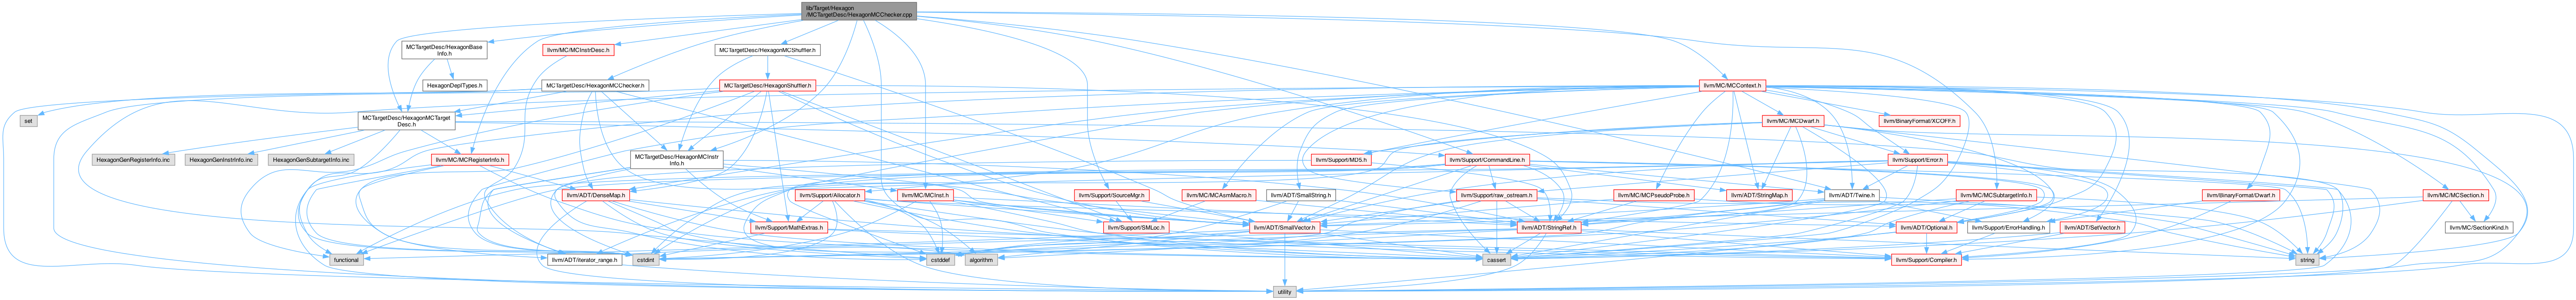 lib/Target/Hexagon
/MCTargetDesc/HexagonMCChecker.cpp
MCTargetDesc/HexagonBase
Info.h
llvm/MC/MCInstrDesc.h
MCTargetDesc/HexagonMCShuffler.h
HexagonDepITypes.h
MCTargetDesc/HexagonMCChecker.h
MCTargetDesc/HexagonShuffler.h
llvm/MC/MCContext.h
set
MCTargetDesc/HexagonMCTarget
Desc.h
llvm/MC/MCDwarf.h
llvm/BinaryFormat/XCOFF.h
HexagonGenRegisterInfo.inc
HexagonGenInstrInfo.inc
HexagonGenSubtargetInfo.inc
llvm/MC/MCRegisterInfo.h
MCTargetDesc/HexagonMCInstr
Info.h
llvm/Support/MD5.h
llvm/Support/CommandLine.h
llvm/Support/Error.h
llvm/ADT/DenseMap.h
llvm/Support/Allocator.h
llvm/MC/MCInst.h
llvm/Support/SourceMgr.h
llvm/MC/MCAsmMacro.h
llvm/ADT/SmallString.h
llvm/Support/raw_ostream.h
llvm/MC/MCPseudoProbe.h
llvm/ADT/StringMap.h
llvm/ADT/Twine.h
llvm/MC/MCSubtargetInfo.h
llvm/BinaryFormat/Dwarf.h
llvm/MC/MCSection.h
llvm/Support/MathExtras.h
llvm/Support/SMLoc.h
llvm/ADT/SmallVector.h
llvm/ADT/StringRef.h
llvm/ADT/Optional.h
llvm/Support/ErrorHandling.h
llvm/ADT/SetVector.h
llvm/MC/SectionKind.h
functional
llvm/ADT/iterator_range.h
cstdint
cstddef
algorithm
cassert
llvm/Support/Compiler.h
string
utility